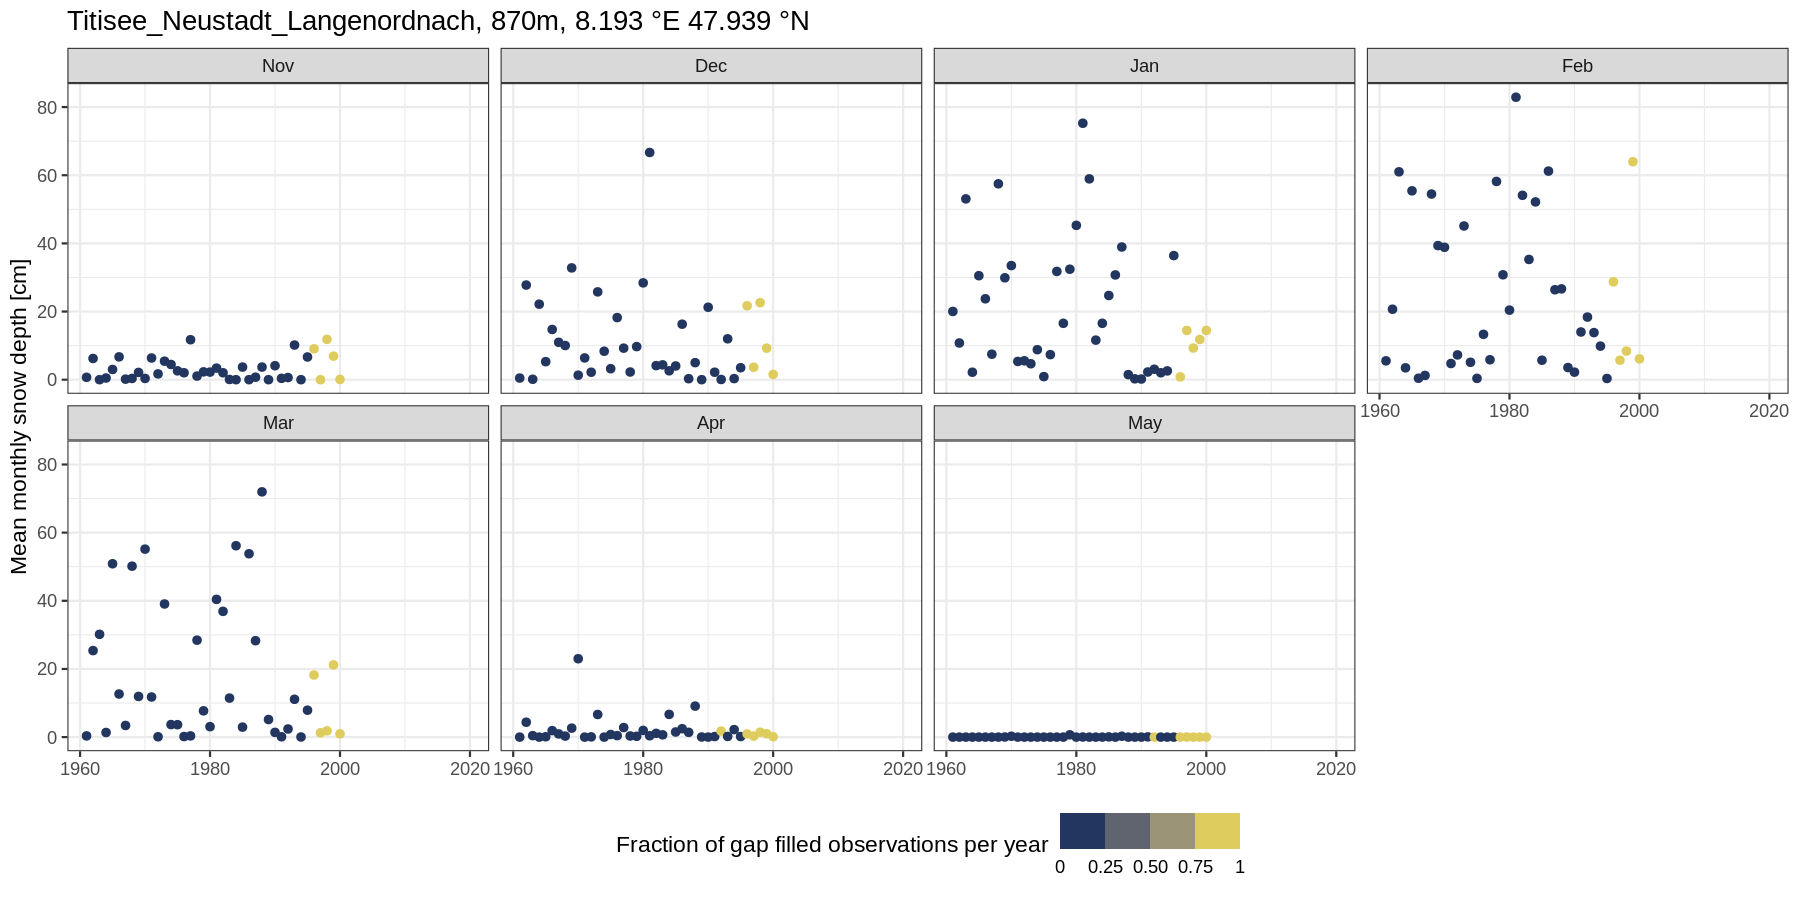 Titisee_Neustadt_Langenordnach, 870m, 8.193 °E 47.939 °N
Nov Dec Jan Feb
80
60
40
20
0
1960 1980 2000 2020
Mean monthly snow depth [cm]
Mar Apr May
80
60
40
20
0
1960 1980 2000 2020 1960 1980 2000 2020 1960 1980 2000 2020
Fraction of gap filled observations per year
0 0.25 0.50 0.75 1